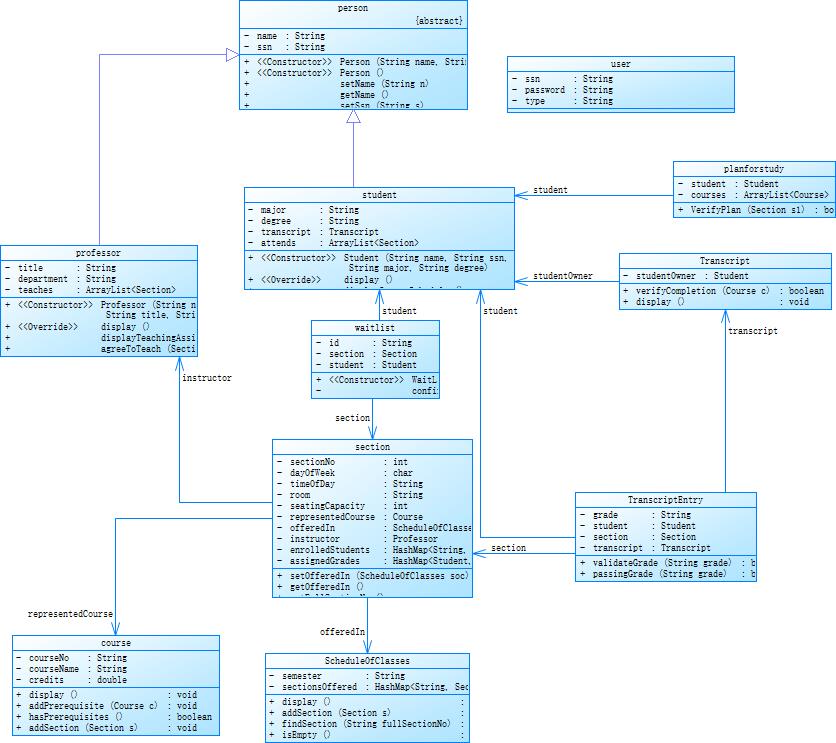 person
{abstract}
- name : String
- ssn : String
+ <<Constructor>> Person (String name, Stri
+ <<Constructor>> Person ()
+ setName (String n)
+ getName ()
+ setSsn (String s)
user
- ssn : String
- password : String
- type : String
planforstudy
- student : Student
- courses : ArrayList<Course>
+ VerifyPlan (Section s1) : bo
student
student
- major : String
- degree : String
- transcript : Transcript
- attends : ArrayList<Section>
+ <<Constructor>> Student (String name, String ssn,
String major, String degree)
+ <<Override>> display ()
professor
- title : String
- department : String
- teaches : ArrayList<Section>
+ <<Constructor>> Professor (String n
String title, Stri
+ <<Override>> display ()
+ displayTeachingAssi
+ agreeToTeach (Secti
Transcript
- studentOwner : Student
+ verifyCompletion (Course c) : boolean
+ display () : void
studentOwner
student
student
transcript
waitlist
- id : String
- section : Section
- student : Student
+ <<Constructor>> WaitL
- confi
instructor
section
section
- sectionNo : int
- dayOfWeek : char
- timeOfDay : String
- room : String
- seatingCapacity : int
- representedCourse : Course
- offeredIn : ScheduleOfClasse
- instructor : Professor
- enrolledStudents : HashMap<String,
- assignedGrades : HashMap<Student,
+ setOfferedIn (ScheduleOfClasses soc)
+ getOfferedIn ()
TranscriptEntry
- grade : String
- student : Student
- section : Section
- transcript : Transcript
+ validateGrade (String grade) : b
+ passingGrade (String grade) : b
section
representedCourse
offeredIn
course
- courseNo : String
- courseName : String
- credits : double
+ display () : void
+ addPrerequisite (Course c) : void
+ hasPrerequisites () : boolean
+ addSection (Section s) : void
ScheduleOfClasses
- semester : String
- sectionsOffered : HashMap<String, Sec
+ display () :
+ addSection (Section s) :
+ findSection (String fullSectionNo) :
+ isEmpty () :